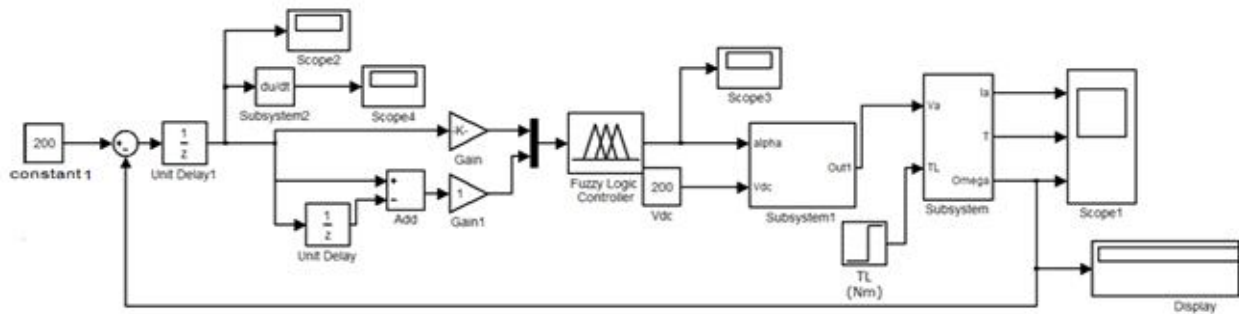 Scope2
du/dt
Subsystem2
Scope4
200
constant1
+
-
1
z
Unit Delay1
-K-
Gain
+
-
Add
1
Gain1
1
z
Unit Delay
Fuzzy Logic
Controller
200
Vdc
Scope3
alpha
Vdc
Out1
Subsystem1
Va
TL
Ia
T
Omega
Subsystem
Scope1
TL
(Nm)
Display